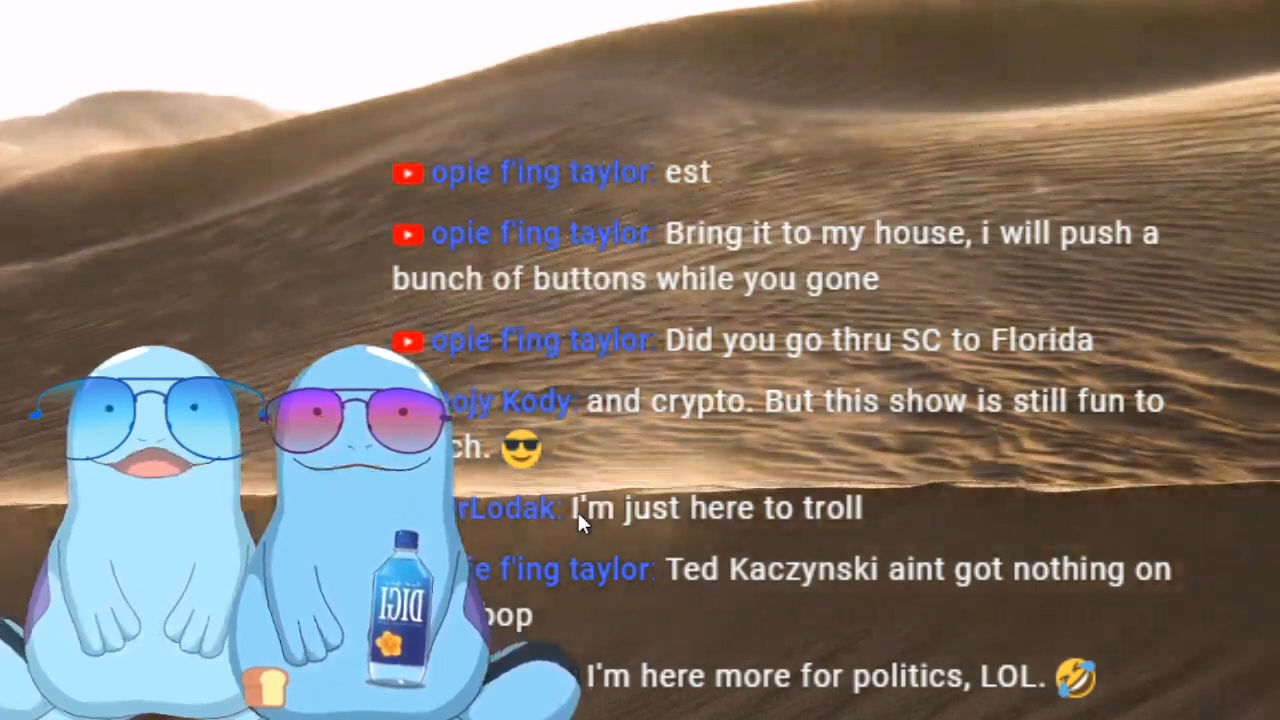 opie f'ing taylor: est
opie f'ing taylor: Bring it to my house, i will push a
bunch of buttons while you gone
opie f'ing taylor: Did you go thru SC to Florida
Kody: and crypto. But this show is still fun to
😎
I'm just here to troll
f'ing taylor: Ted Kaczynski aint got nothing on
DIGI
I'm here more for politics, LOL. 🤣